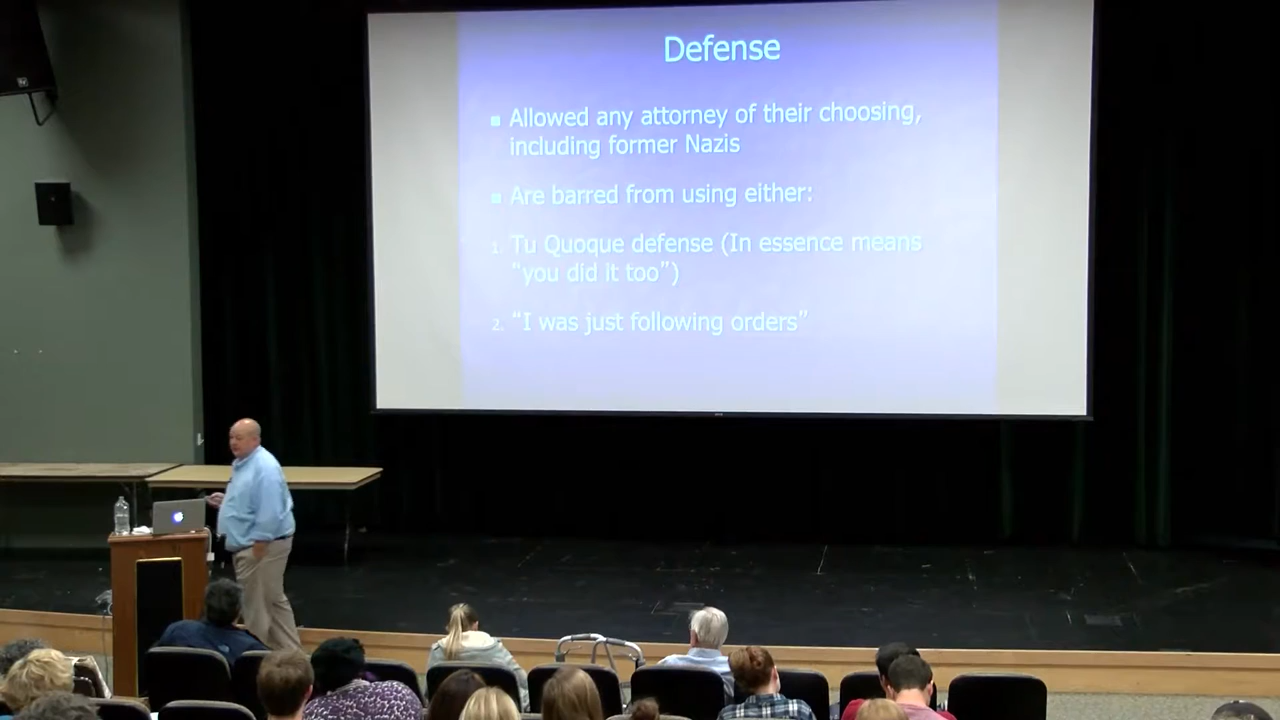 Defense
▪ Allowed any attorney of their choosing,
including former Nazis
▪ Are barred from using either:
1. Tu Quoque defense (In essence means
“you did it too”)
2. “I was just following orders”